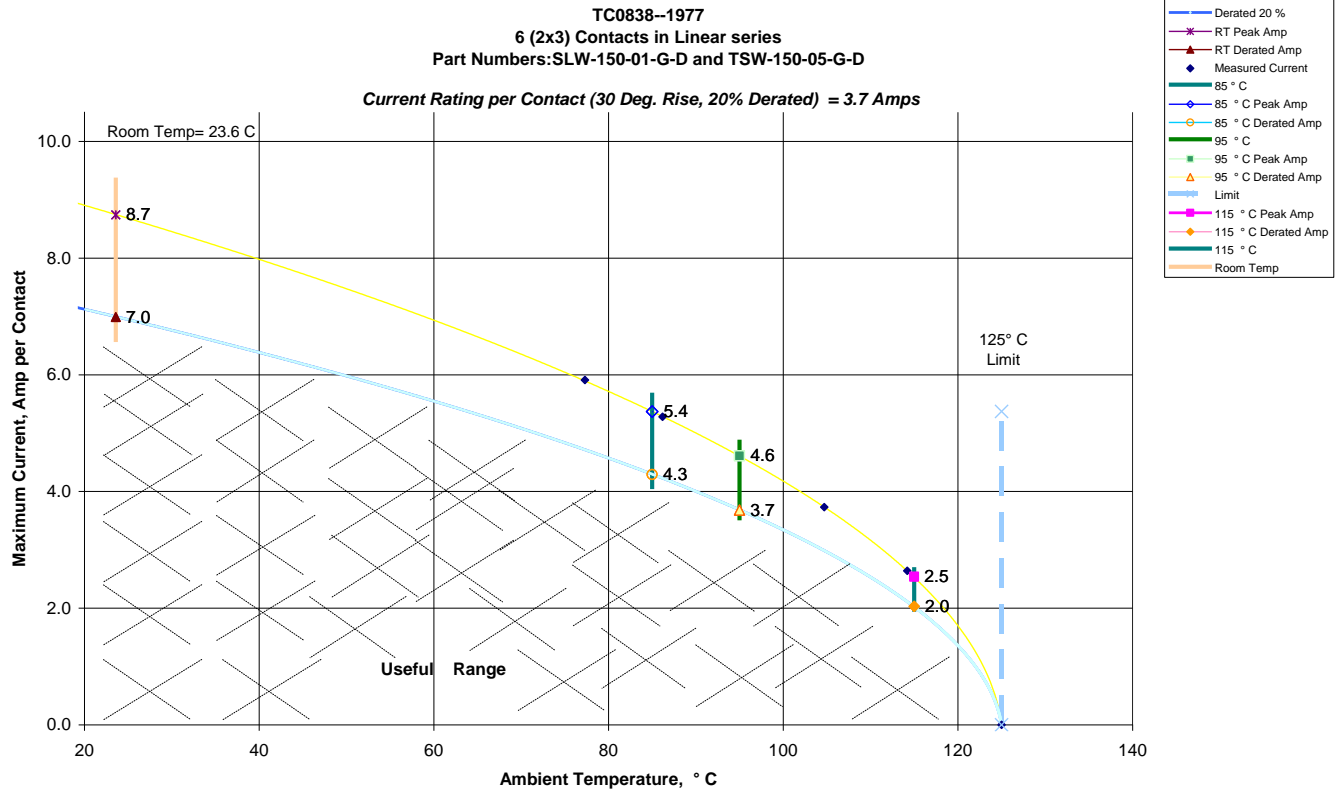 TC0838--1977
6 (2x3) Contacts in Linear series
Part Numbers:SLW-150-01-G-D and TSW-150-05-G-D
Current Rating per Contact (30 Deg. Rise, 20% Derated) = 3.7 Amps
Derated 20 %
RT Peak Amp
RT Derated Amp
Measured Current
85 ° C
85 ° C Peak Amp
85 ° C Derated Amp
95 ° C
95 ° C Peak Amp
95 ° C Derated Amp
Limit
115 ° C Peak Amp
115 ° C Derated Amp
115 ° C
Room Temp
Room Temp= 23.6 C
Maximum Current, Amp per Contact
10.0
8.0
6.0
4.0
2.0
0.0
8.7
7.0
5.4
4.3
4.6
3.7
2.5
2.0
125° C
Limit
Useful Range
20
40
60
80
100
120
140
Ambient Temperature, ° C